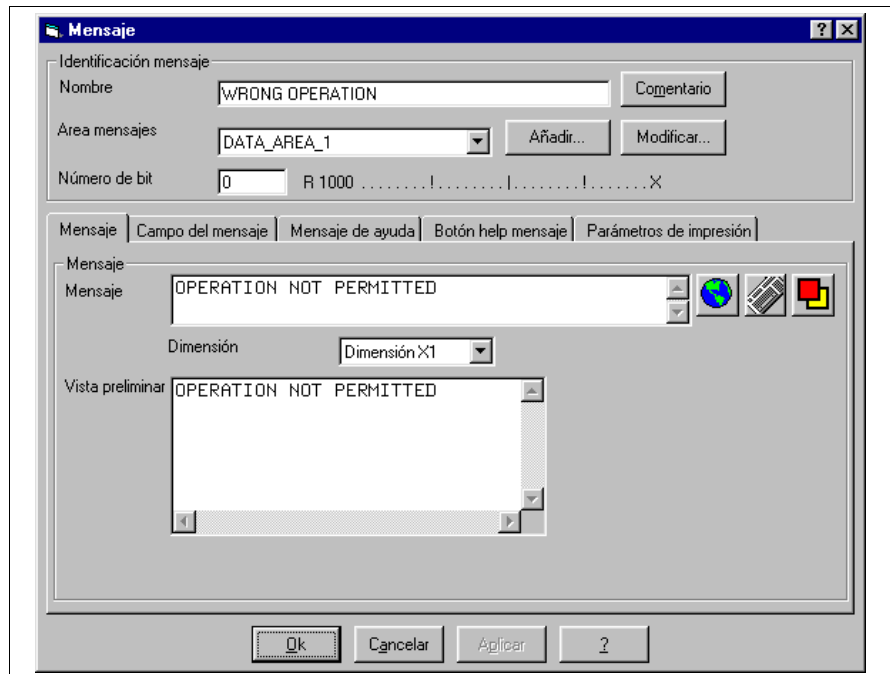 Mensaje
Identificación mensaje
Nombre WRONG OPERATION Comentario
Area mensajes DATA_AREA_1 Añadir... Modificar...
Número de bit 0 R 1000 . . . . . . . . ! . . . . . . . . | . . . . . . . . ! . . . . . . . X
Mensaje Campo del mensaje Mensaje de ayuda Botón help mensaje Parámetros de impresión
Mensaje
Mensaje OPERATION NOT PERMITTED
Dimensión Dimensión X1
Vista preliminar OPERATION NOT PERMITTED
Ok Cancelar Aplicar ?